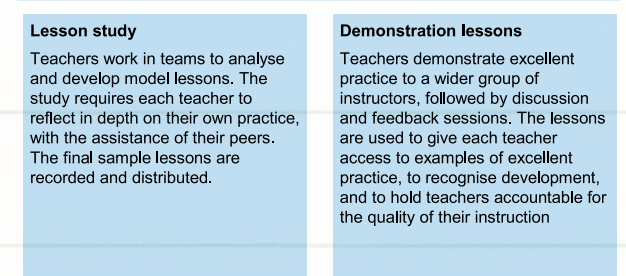 Lesson study
Teachers work in teams to analyse
and develop model lessons. The
study requires each teacher to
reflect in depth on their own practice,
with the assistance of their peers.
The final sample lessons are
recorded and distributed.
Demonstration lessons
Teachers demonstrate excellent
practice to a wider group of
instructors, followed by discussion
and feedback sessions. The lessons
are used to give each teacher
access to examples of excellent
practice, to recognise development,
and to hold teachers accountable for
the quality of their instruction